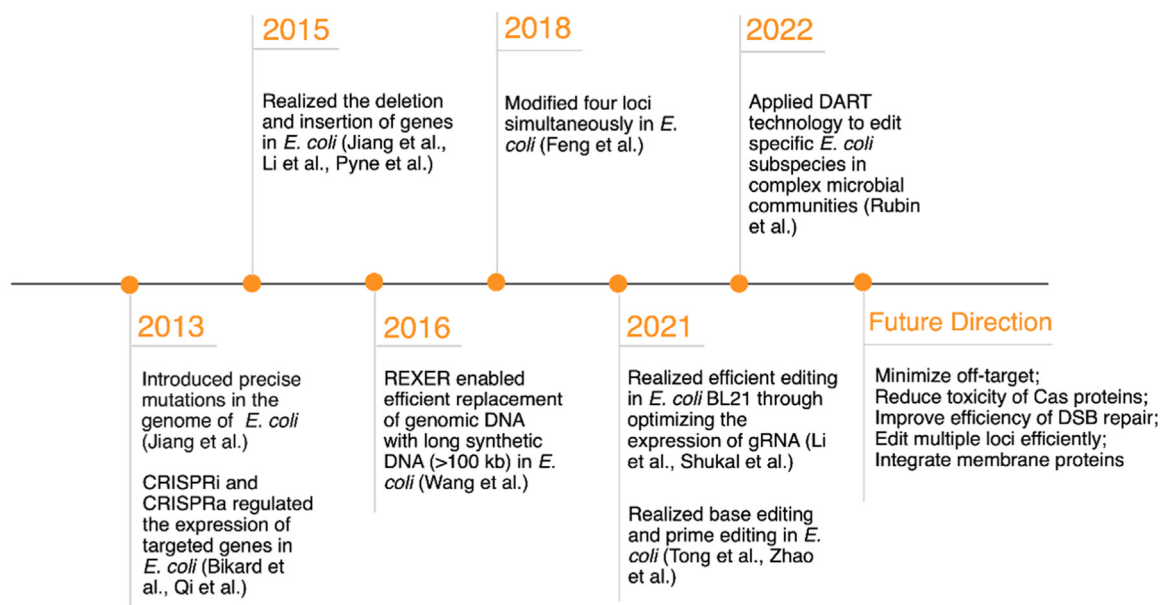 2015
Realized the deletion
and insertion of genes
in E. coli (Jiang et al.,
Li et al., Pyne et al.)
2018
Modified four loci
simultaneously in E.
coli (Feng et al.)
2022
Applied DART
technology to edit
specific E. coli
subspecies in
complex microbial
communities (Rubin
et al.)
2013
Introduced precise
mutations in the
genome of E. coli
(Jiang et al.)
CRISPRi and
CRISPRa regulated
the expression of
targeted genes in
E. coli (Bikard et
al., Qi et al.)
2016
REXER enabled
efficient replacement
of genomic DNA
with long synthetic
DNA (>100 kb) in E.
coli (Wang et al.)
2021
Realized efficient editing
in E. coli BL21 through
optimizing the
expression of gRNA (Li
et al., Shukal et al.)
Realized base editing
and prime editing in E.
coli (Tong et al., Zhao
et al.)
Future Direction
Minimize off-target;
Reduce toxicity of Cas proteins;
Improve efficiency of DSB repair;
Edit multiple loci efficiently;
Integrate membrane proteins